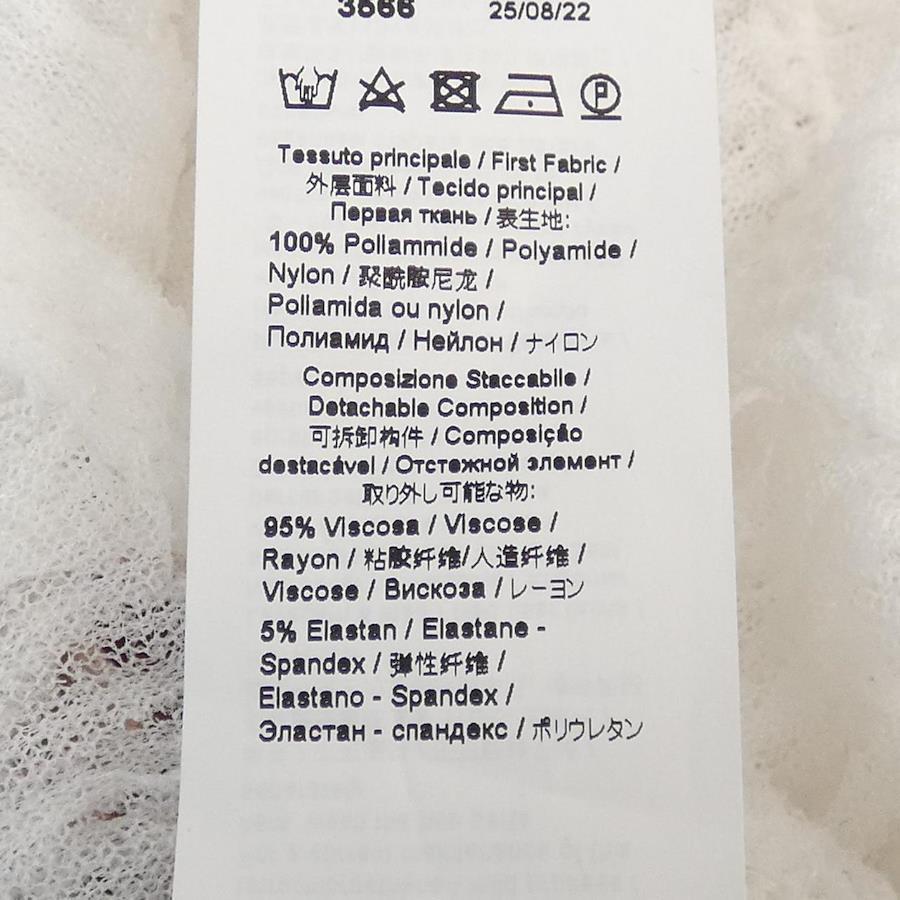 3566 25/08/22
Tessuto principale / First Fabric /
外层面料 / Tecido principal /
Первая ткань / 表生地:
100% Poliammide / Polyamide /
Nylon / 聚酰胺尼龙 /
Poliamida ou nylon /
Полиамид / Нейлон / ナイロン
Composizione Staccabile /
Detachable Composition /
可拆卸构件 / Composição
destacável / Отстежной элемент /
取り外し可能な物:
95% Viscosa / Viscose /
Rayon / 粘胶纤维/人造纤维 /
Viscose / Вискоза / レーヨン
5% Elastan / Elastane -
Spandex / 弹性纤维 /
Elastano - Spandex /
Эластан - спандекс / ポリウレタン